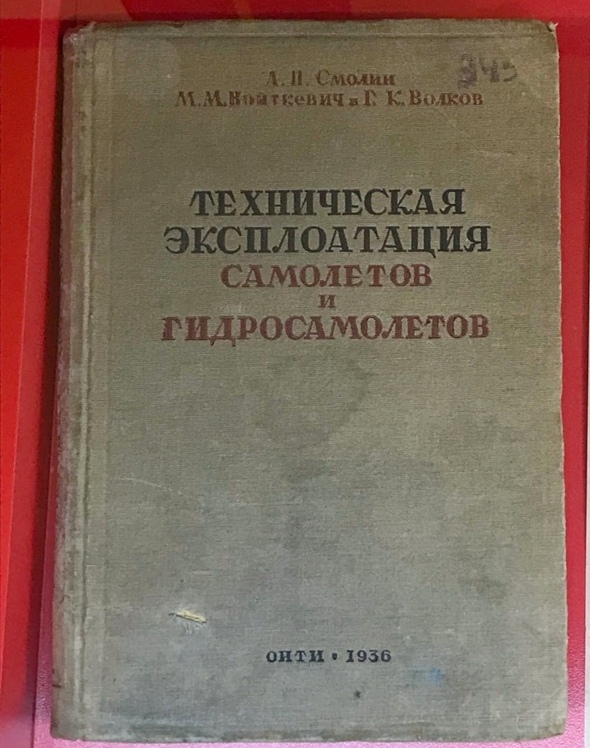 А. П. Смолин
М. М. Войткевич и Г. К. Волков
ТЕХНИЧЕСКАЯ
ЭКСПЛОАТАЦИЯ
САМОЛЕТОВ
И
ГИДРОСАМОЛЕТОВ
ОНТИ • 1936